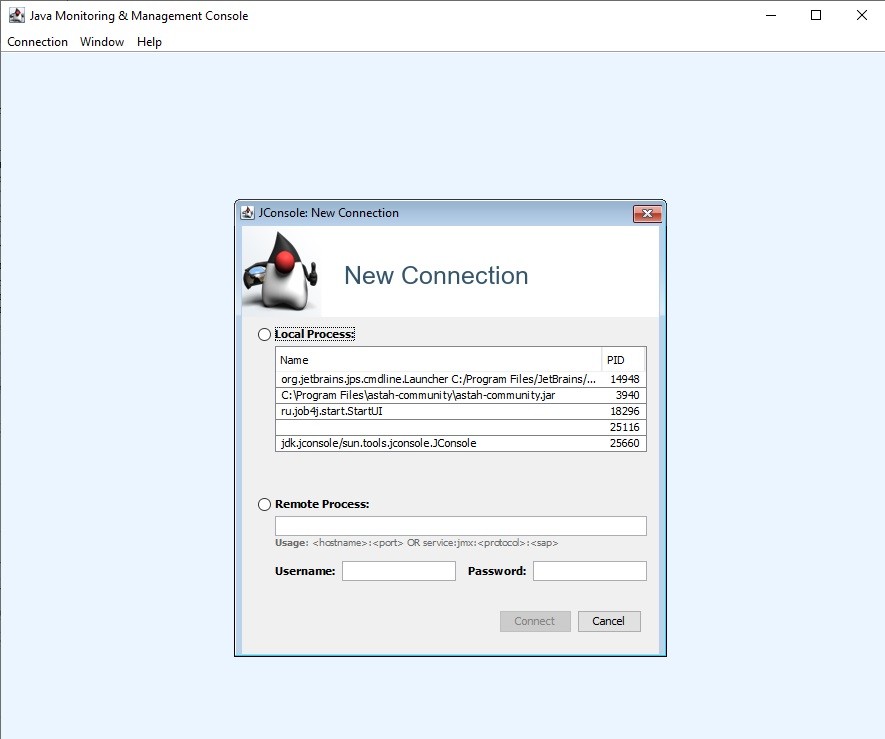 Java Monitoring & Management Console
Connection Window Help
JConsole: New Connection
New Connection
Local Process:
Name PID
org.jetbrains.jps.cmdline.Launcher C:/Program Files/JetBrains/... 14948
C:\Program Files\astah-community\astah-community.jar 3940
ru.job4j.start.StartUI 18296
25116
jdk.jconsole/sun.tools.jconsole.JConsole 25660
Remote Process:
Usage: <hostname>:<port> OR service:jmx:<protocol>:<sap>
Username: Password:
Connect Cancel